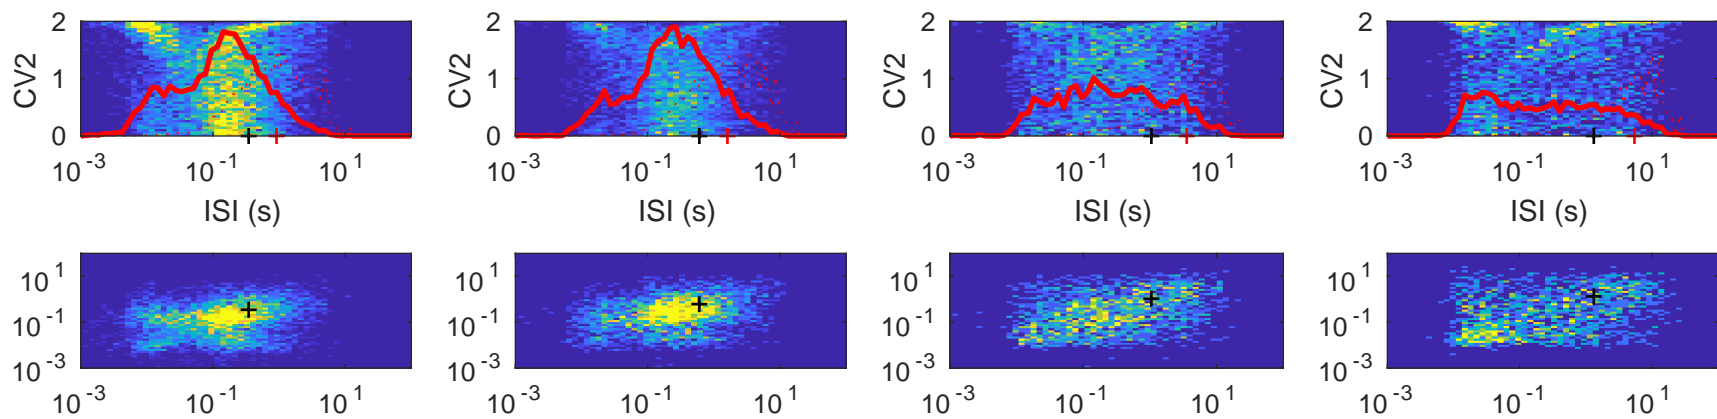 2 2 2 2
CV2 CV2 CV2 CV2
1 1 1 1
0 0 0 0
10^-3 10^-1 10^1 10^-3 10^-1 10^1 10^-3 10^-1 10^1 10^-3 10^-1 10^1
ISI (s) ISI (s) ISI (s) ISI (s)
10^1 10^1 10^1 10^1
10^-1 10^-1 10^-1 10^-1
10^-3 10^-3 10^-3 10^-3
10^-3 10^-1 10^1 10^-3 10^-1 10^1 10^-3 10^-1 10^1 10^-3 10^-1 10^1